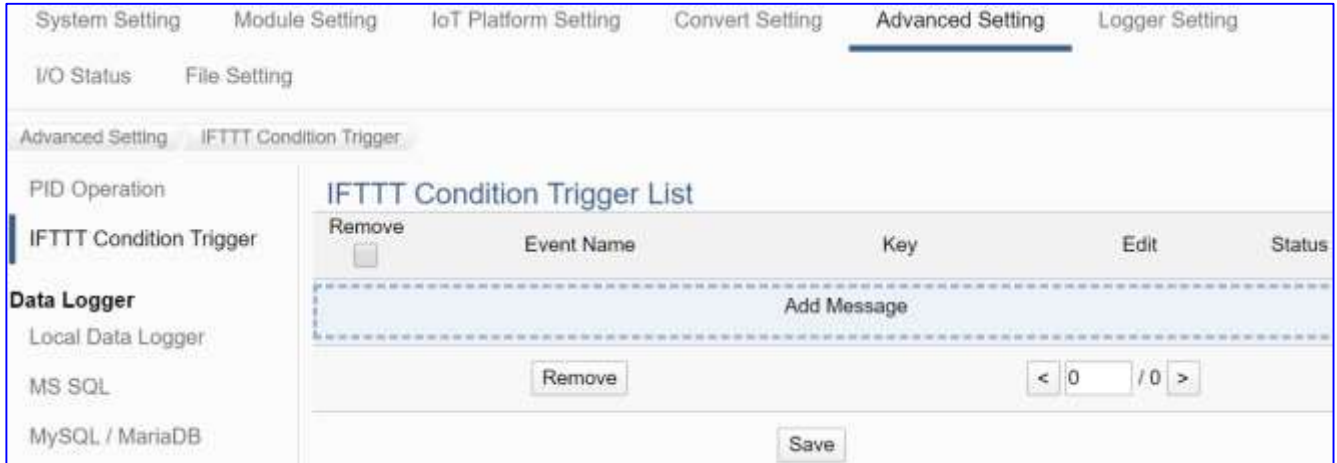 System Setting Module Setting IoT Platform Setting Convert Setting Advanced Setting Logger Setting
I/O Status File Setting
Advanced Setting IFTTT Condition Trigger
PID Operation
IFTTT Condition Trigger
Data Logger
Local Data Logger
MS SQL
MySQL / MariaDB
IFTTT Condition Trigger List
Remove Event Name Key Edit Status
Add Message
Remove < 0 / 0 >
Save